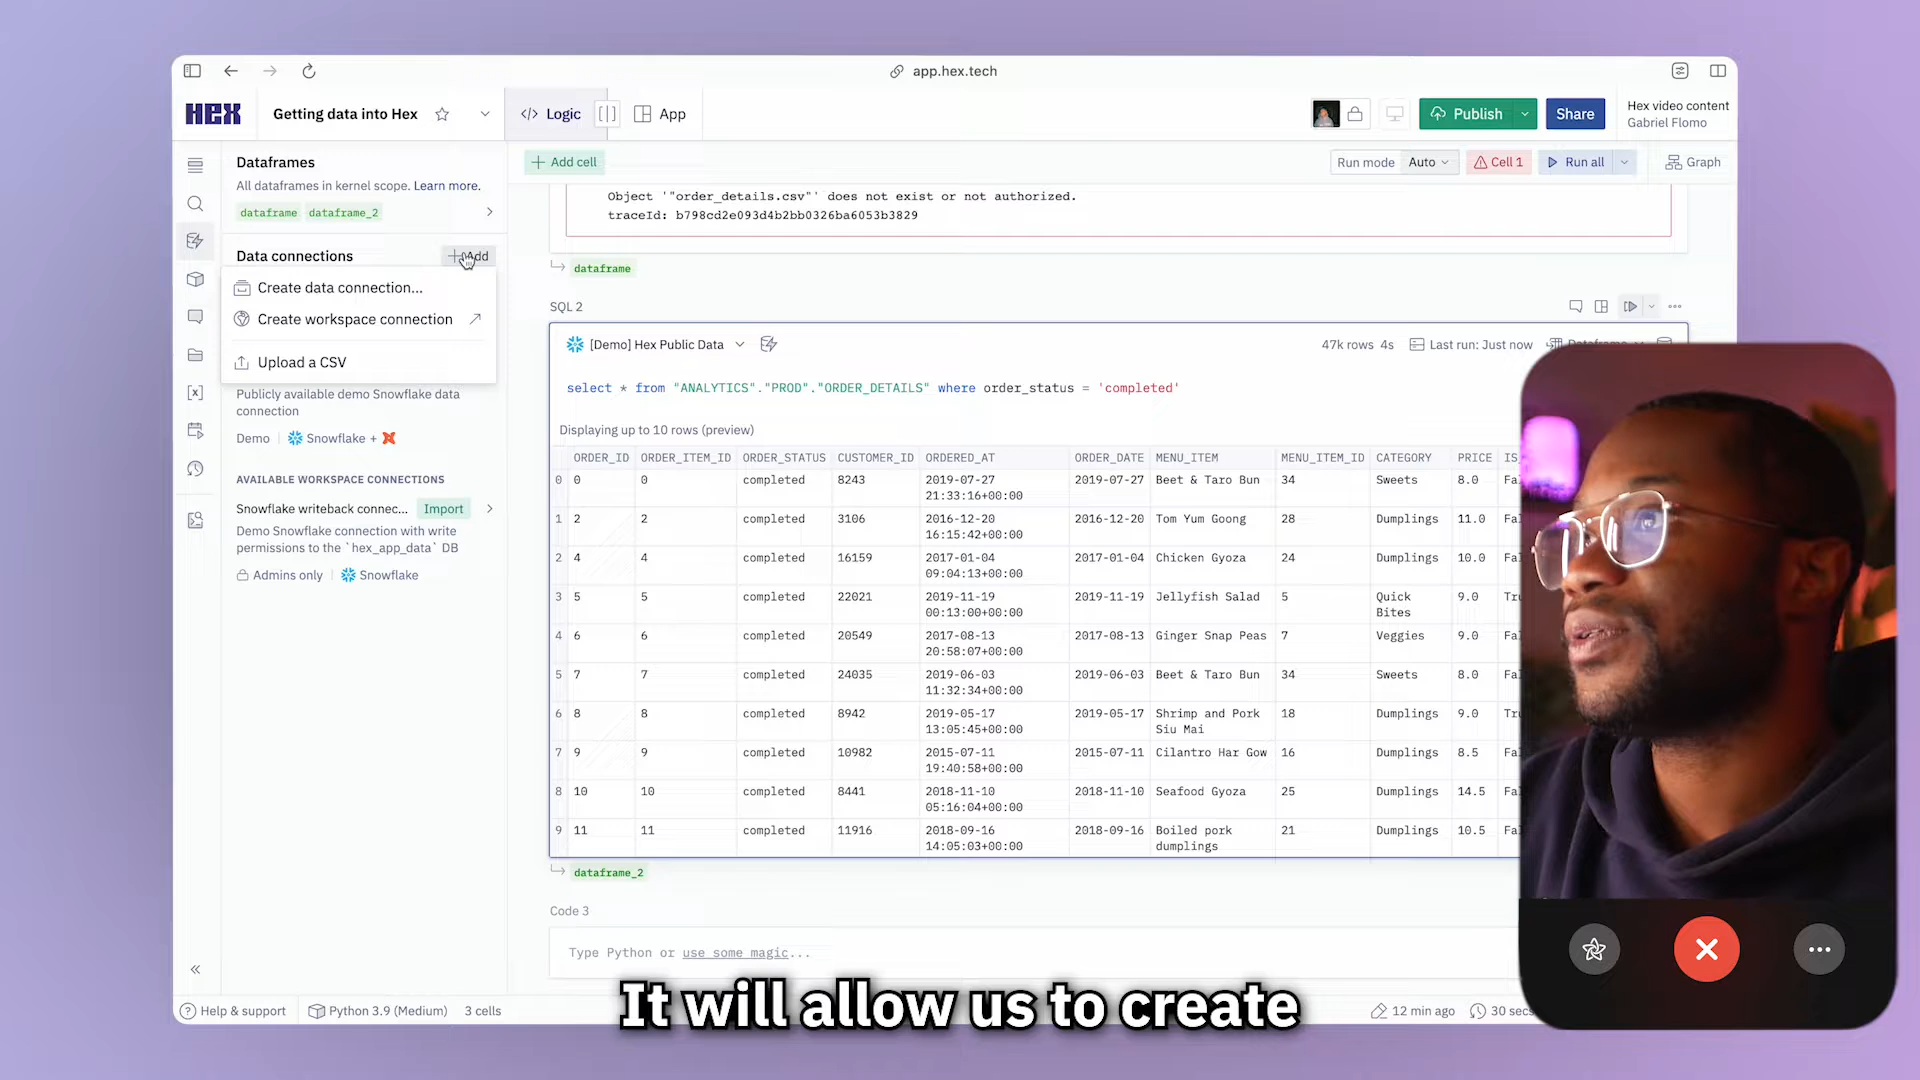 app.hex.tech
HEX
Getting data into Hex
</> Logic
App
Publish
Share
Hex video content
Gabriel Flomo
Dataframes
All dataframes in kernel scope. Learn more.
dataframe dataframe_2
Data connections
Add
Create data connection...
Create workspace connection
Upload a CSV
Publicly available demo Snowflake data
connection
Demo | Snowflake +
AVAILABLE WORKSPACE CONNECTIONS
Snowflake writeback connec... Import
Demo Snowflake connection with write
permissions to the `hex_app_data` DB
Admins only | Snowflake
Help & support
Python 3.9 (Medium)
3 cells
+ Add cell
Run mode Auto
Cell 1
Run all
Graph
Object '"order_details.csv"' does not exist or not authorized.
traceId: b798cd2e093d4b2bb0326ba6053b3829
dataframe
SQL 2
[Demo] Hex Public Data
47k rows 4s Last run: Just now
select * from "ANALYTICS"."PROD"."ORDER_DETAILS" where order_status = 'completed'
Displaying up to 10 rows (preview)
ORDER_ID ORDER_ITEM_ID ORDER_STATUS CUSTOMER_ID ORDERED_AT ORDER_DATE MENU_ITEM MENU_ITEM_ID CATEGORY PRICE
0 0 0 completed 8243 2019-07-27 2019-07-27 Beet & Taro Bun 34 Sweets 8.0
21:33:16+00:00
1 2 2 completed 3106 2016-12-20 2016-12-20 Tom Yum Goong 28 Dumplings 11.0
16:15:42+00:00
2 4 4 completed 16159 2017-01-04 2017-01-04 Chicken Gyoza 24 Dumplings 10.0
09:04:13+00:00
3 5 5 completed 22021 2019-11-19 2019-11-19 Jellyfish Salad 5 Quick 9.0
00:13:00+00:00 Bites
4 6 6 completed 20549 2017-08-13 2017-08-13 Ginger Snap Peas 7 Veggies 9.0
20:58:07+00:00
5 7 7 completed 24035 2019-06-03 2019-06-03 Beet & Taro Bun 34 Sweets 8.0
11:32:34+00:00
6 8 8 completed 8942 2019-05-17 2019-05-17 Shrimp and Pork 18 Dumplings 9.0
13:05:45+00:00 Siu Mai
7 9 9 completed 10982 2015-07-11 2015-07-11 Cilantro Har Gow 16 Dumplings 8.5
19:40:58+00:00
8 10 10 completed 8441 2018-11-10 2018-11-10 Seafood Gyoza 25 Dumplings 14.5
05:16:04+00:00
9 11 11 completed 11916 2018-09-16 2018-09-16 Boiled pork 21 Dumplings 10.5
14:05:03+00:00 dumplings
dataframe_2
Code 3
Type Python or use some magic...
12 min ago
30 secs
It will allow us to create